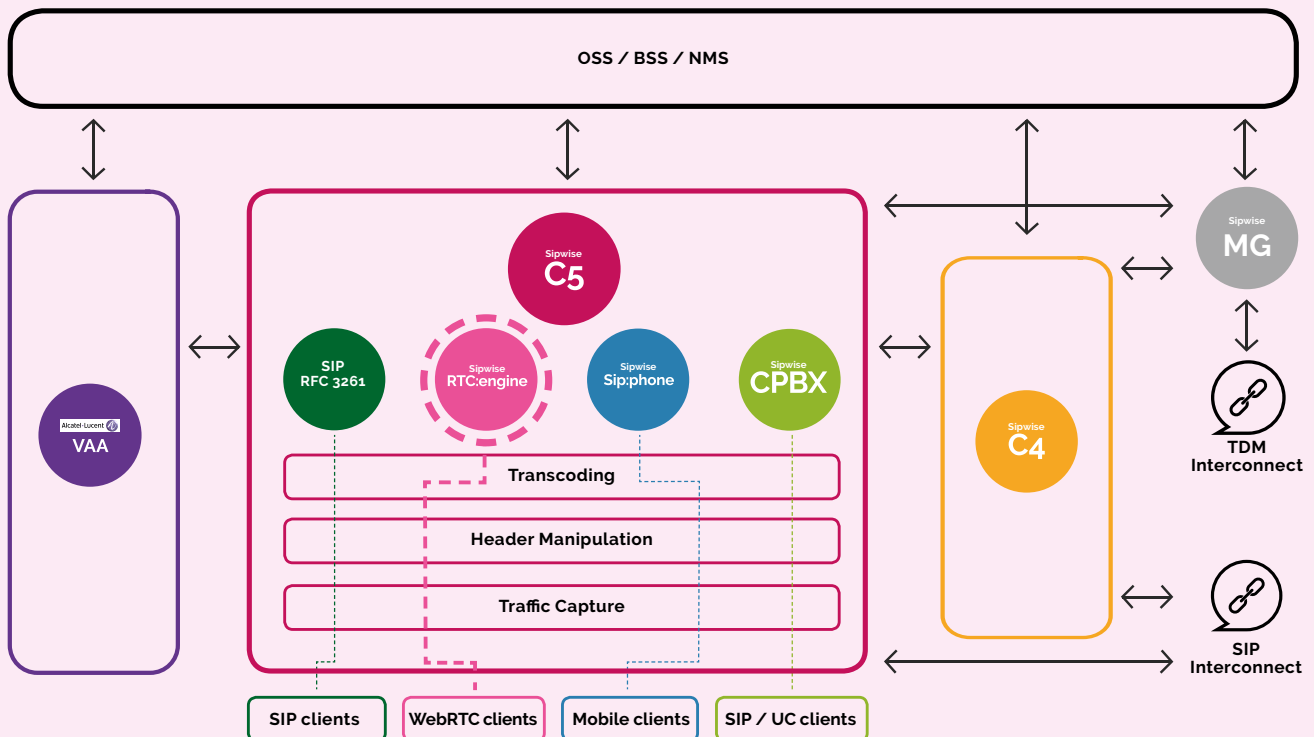 OSS / BSS / NMS
Sipwise
MG
Sipwise
C5
SIP
RFC 3261
Sipwise
RTC:engine
Sipwise
Sip:phone
Sipwise
CPBX
Alcatel-Lucent
VAA
Sipwise
C4
TDM
Interconnect
Transcoding
Header Manipulation
Traffic Capture
SIP
Interconnect
SIP clients
WebRTC clients
Mobile clients
SIP / UC clients